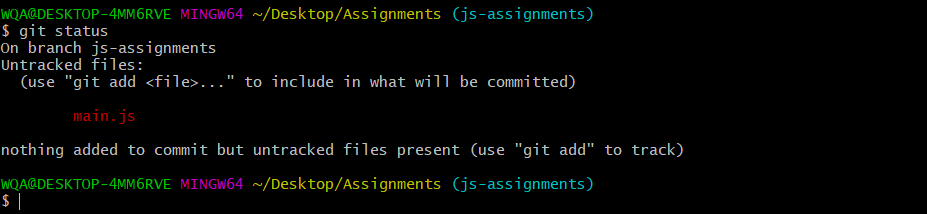 WQA@DESKTOP-4MM6RVE MINGW64 ~/Desktop/Assignments (js-assignments)
$ git status
On branch js-assignments
Untracked files:
  (use "git add <file>..." to include in what will be committed)

        main.js

nothing added to commit but untracked files present (use "git add" to track)

WQA@DESKTOP-4MM6RVE MINGW64 ~/Desktop/Assignments (js-assignments)
$